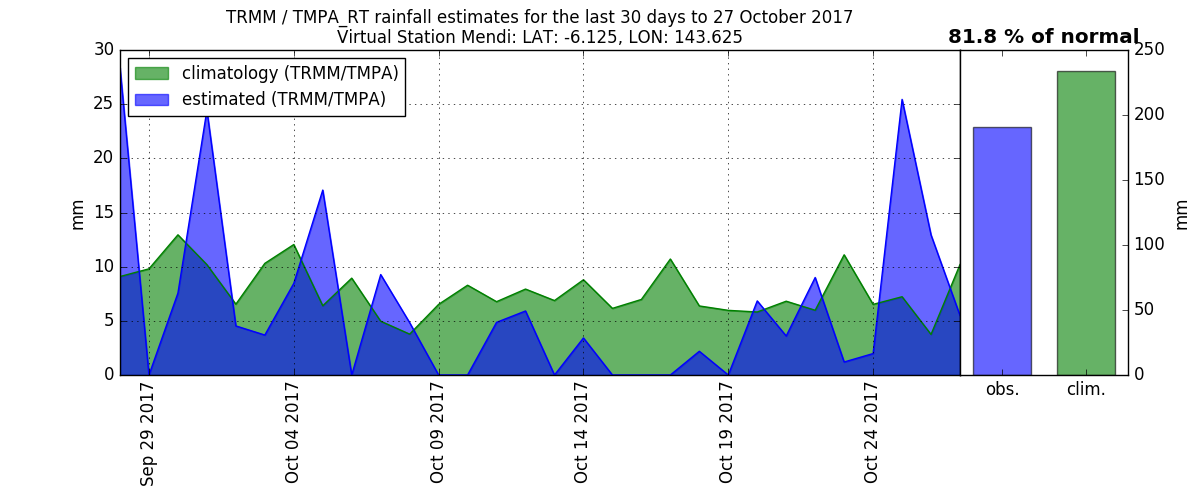 TRMM / TMPA_RT rainfall estimates for the last 30 days to 27 October 2017
Virtual Station Mendi: LAT: -6.125, LON: 143.625
81.8 % of normal
climatology (TRMM/TMPA)
estimated (TRMM/TMPA)
30
25
20
15
10
5
0
mm
Sep 29 2017
Oct 04 2017
Oct 09 2017
Oct 14 2017
Oct 19 2017
Oct 24 2017
obs.
clim.
250
200
150
100
50
0
mm